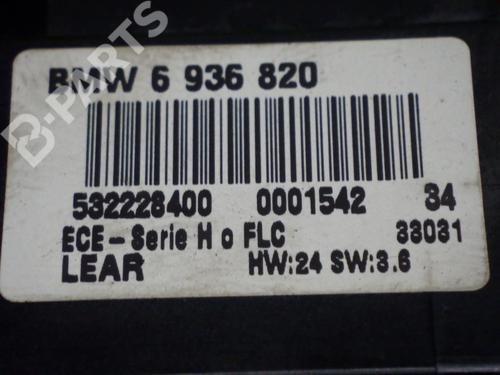 B-PARTS
BMW 6 936 820
532228400 0001542 34
ECE-Serie H o FLC 33031
LEAR HW:24 SW:3.6